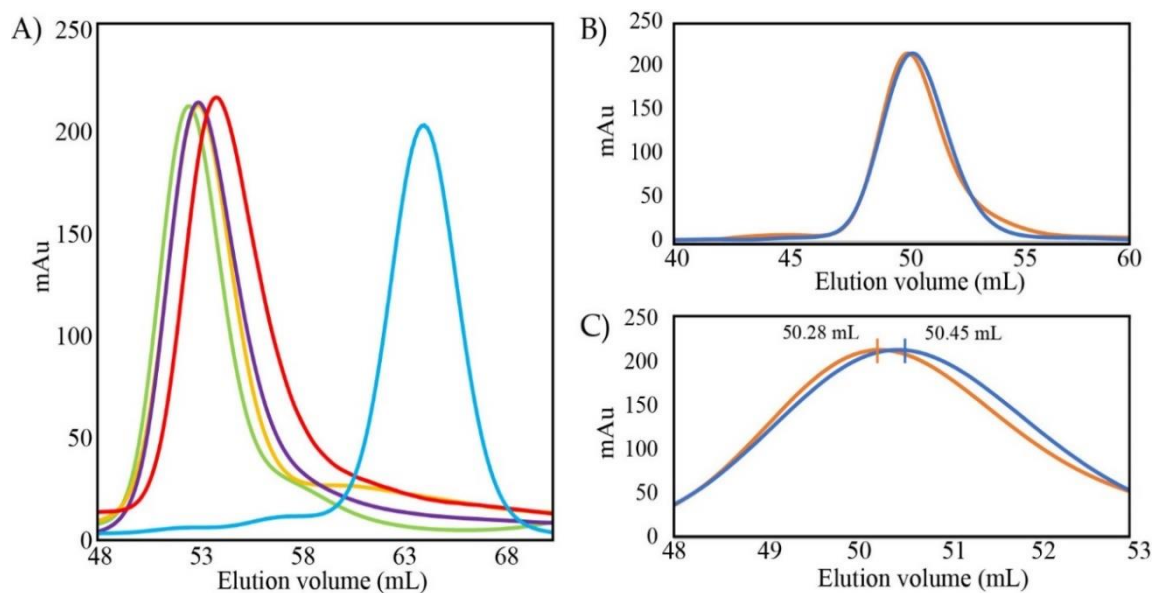 A)
250
200
150
100
50
0
mAu
48 53 58 63 68
Elution volume (mL)
B)
250
200
150
100
50
0
mAu
40 45 50 55 60
Elution volume (mL)
C)
250
200
150
100
50
0
mAu
50.28 mL 50.45 mL
48 49 50 51 52 53
Elution volume (mL)